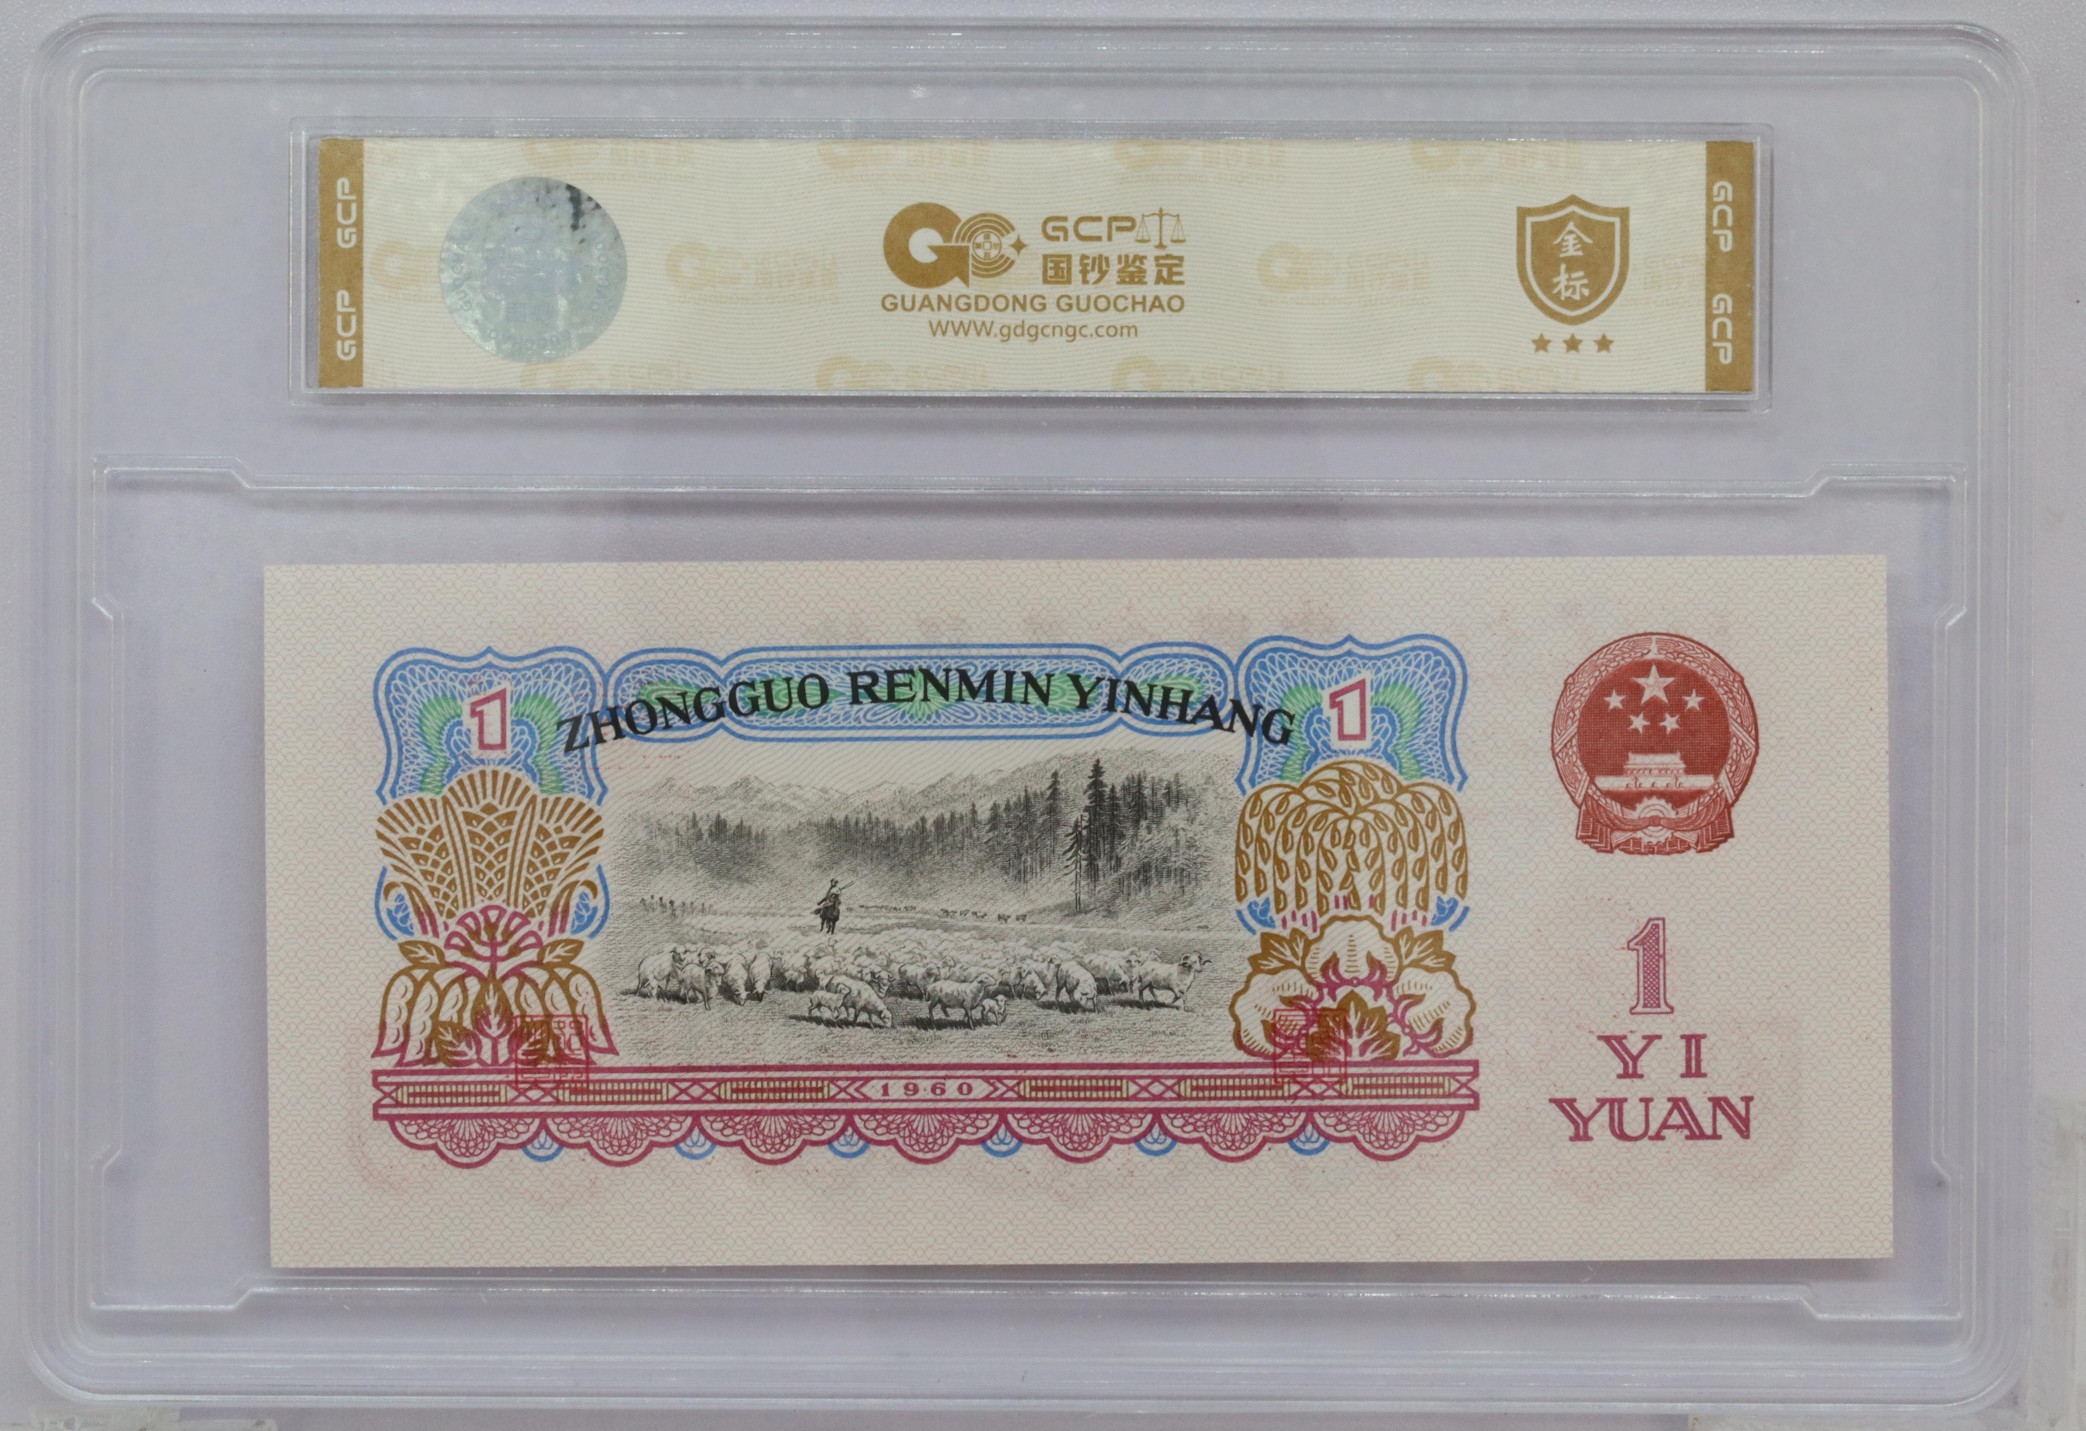 GCP GCP
GCP
国钞鉴定
GUANGDONG GUOCHAO
WWW.gdgcngc.com
金
标
GCP GCP
ZHONGGUO RENMIN YINHANG
1
1
1960
1
YI
YUAN